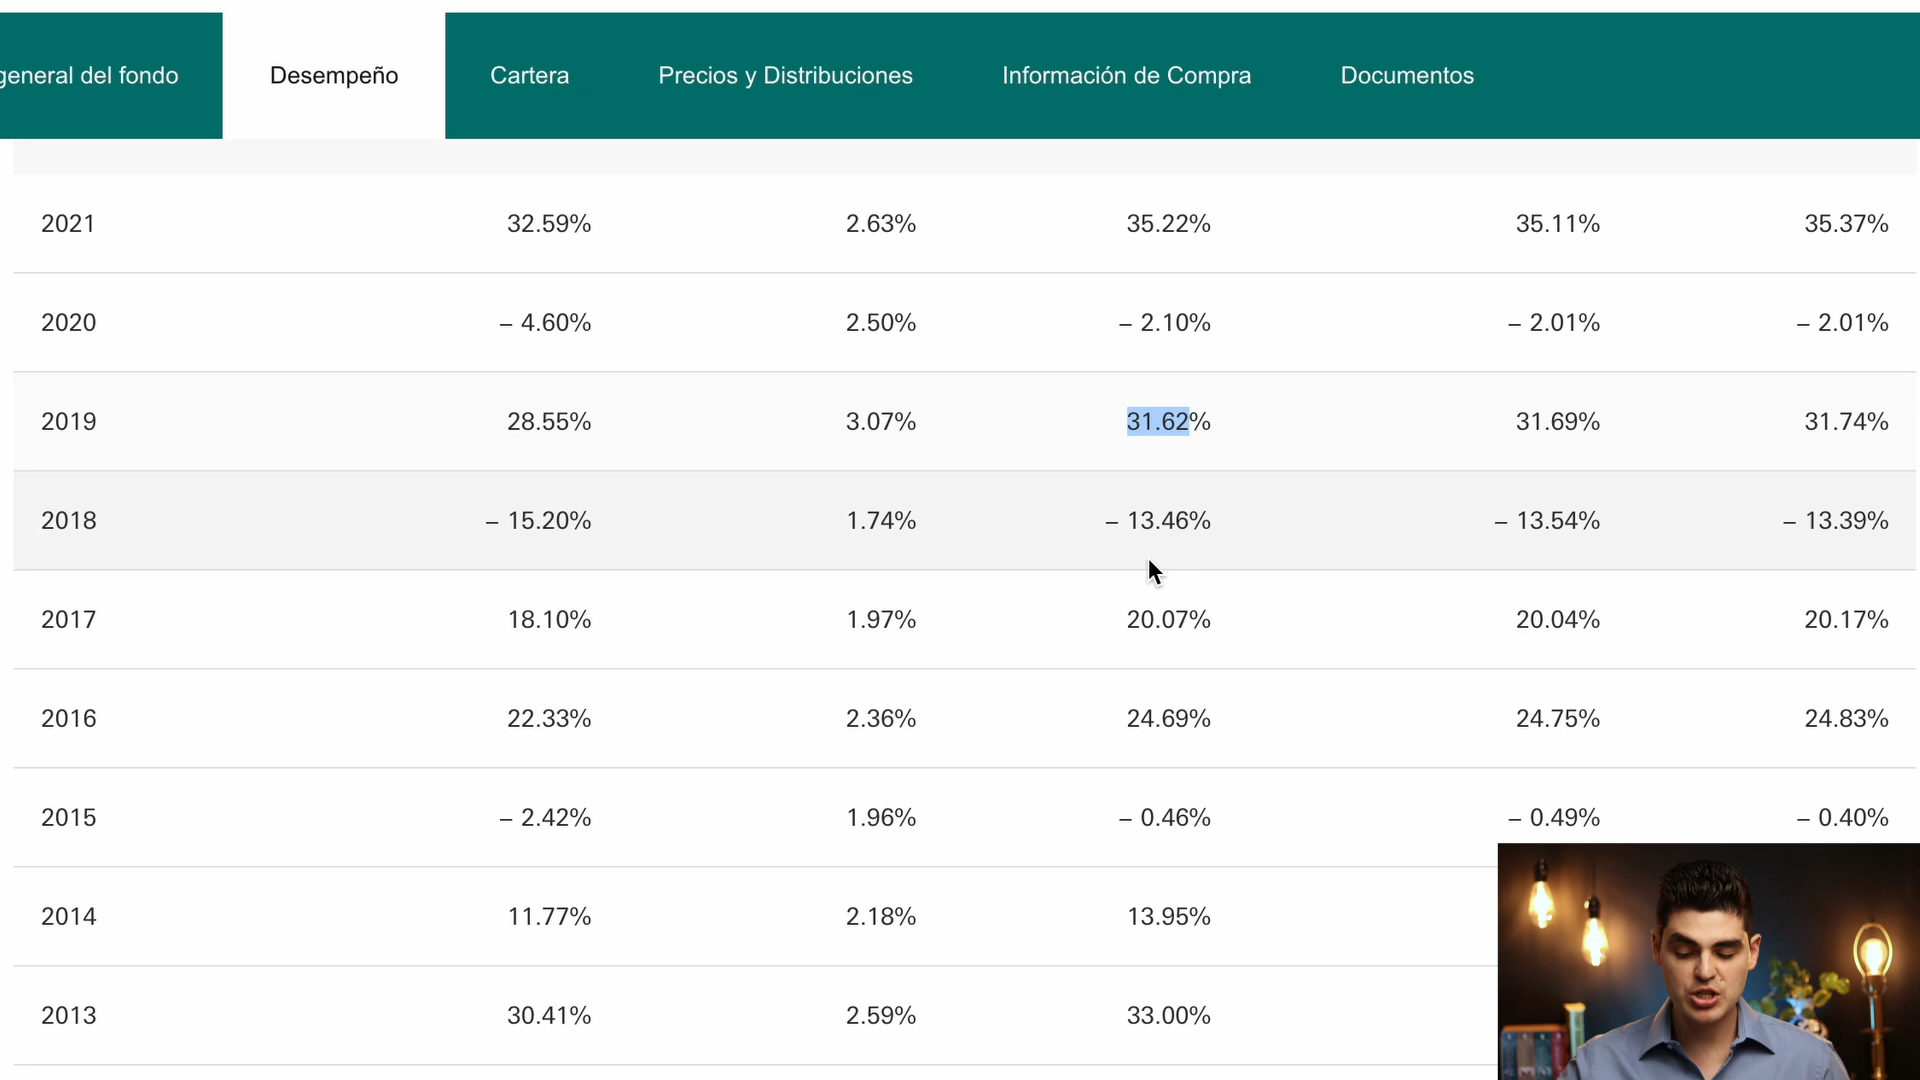 general del fondo Desempeño Cartera Precios y Distribuciones Información de Compra Documentos
2021 32.59% 2.63% 35.22% 35.11% 35.37%
2020 – 4.60% 2.50% – 2.10% – 2.01% – 2.01%
2019 28.55% 3.07% 31.62% 31.69% 31.74%
2018 – 15.20% 1.74% – 13.46% – 13.54% – 13.39%
2017 18.10% 1.97% 20.07% 20.04% 20.17%
2016 22.33% 2.36% 24.69% 24.75% 24.83%
2015 – 2.42% 1.96% – 0.46% – 0.49% – 0.40%
2014 11.77% 2.18% 13.95%
2013 30.41% 2.59% 33.00%